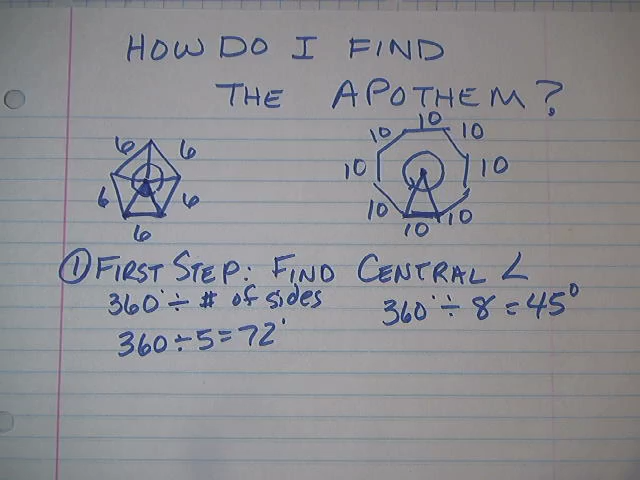 HOW DO I FIND
THE APOTHEM?
6 6
6 6
6
10
10 10
10 10
10 10
10
① FIRST STEP: FIND CENTRAL ∠
360° ÷ # of sides
360° ÷ 8 = 45°
360 ÷ 5 = 72°